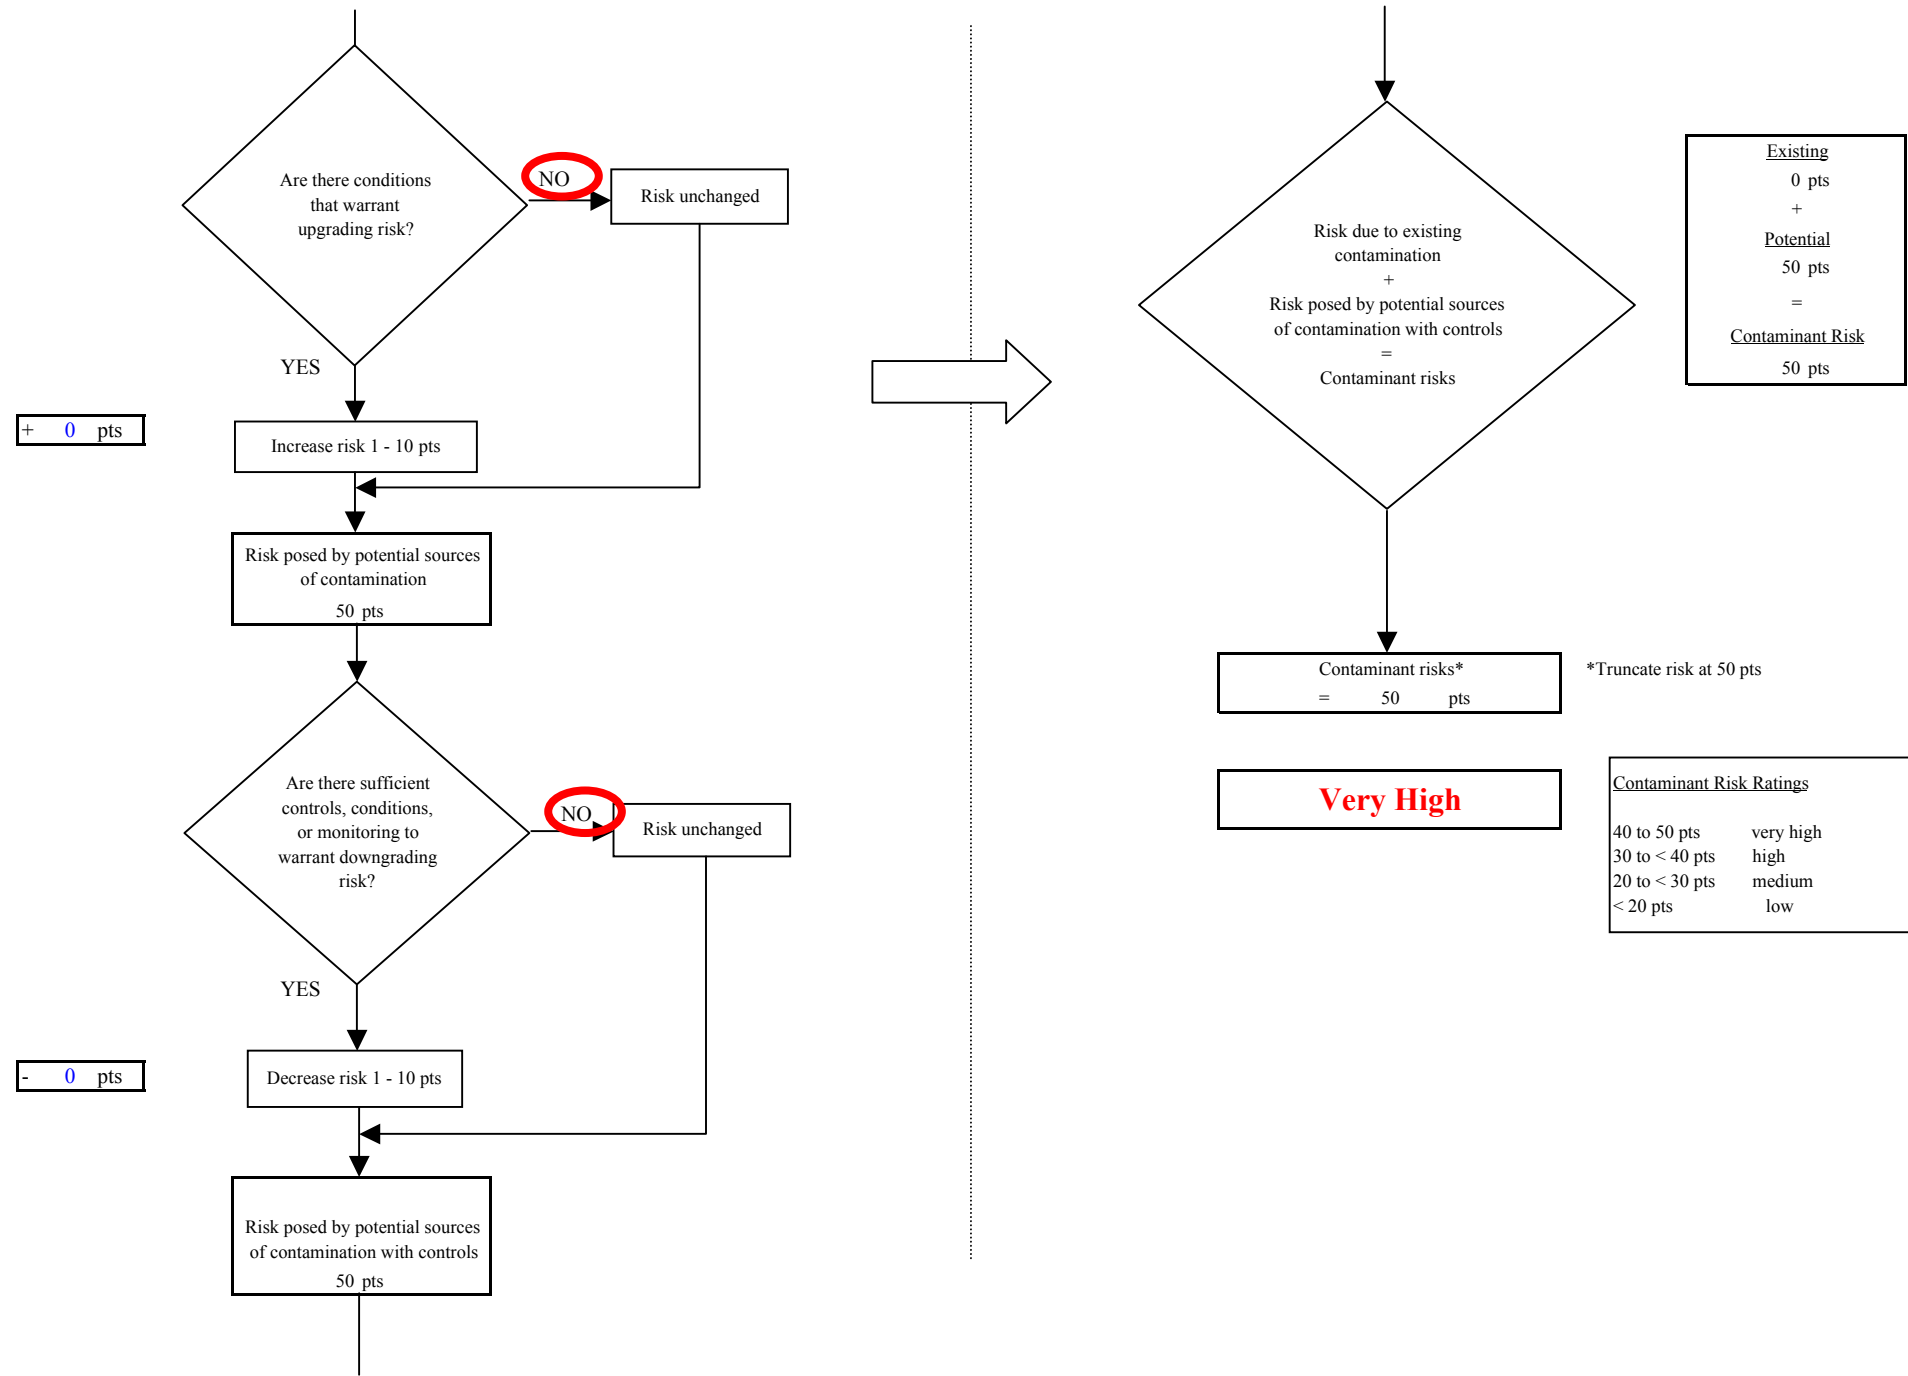 Are there conditions
that warrant
upgrading risk?
NO
Risk unchanged
YES
+ 0 pts
Increase risk 1 - 10 pts
Risk posed by potential sources
of contamination
50 pts
Are there sufficient
controls, conditions,
or monitoring to
warrant downgrading
risk?
NO
Risk unchanged
YES
- 0 pts
Decrease risk 1 - 10 pts
Risk posed by potential sources
of contamination with controls
50 pts
Risk due to existing
contamination
+
Risk posed by potential sources
of contamination with controls
=
Contaminant risks
Existing
0 pts
+
Potential
50 pts
=
Contaminant Risk
50 pts
Contaminant risks*
= 50 pts
*Truncate risk at 50 pts
Very High
Contaminant Risk Ratings
40 to 50 pts very high
30 to < 40 pts high
20 to < 30 pts medium
< 20 pts low